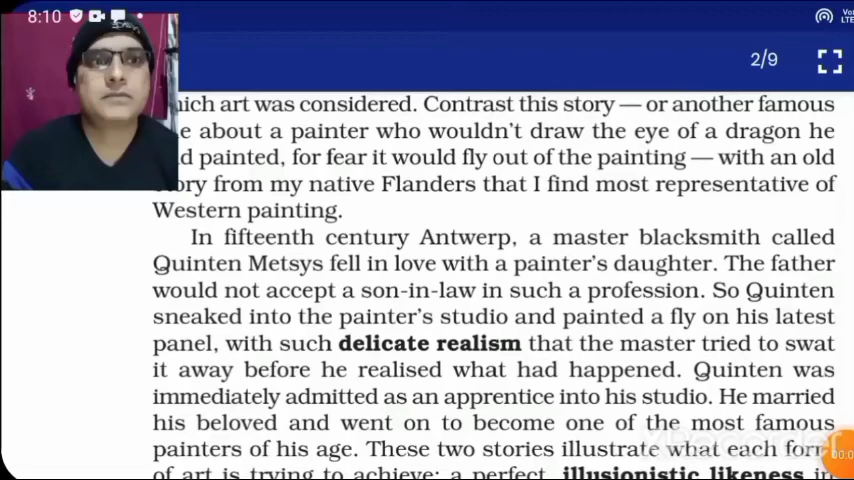 8:10
Vo
LTE
2/9
hich art was considered. Contrast this story — or another famous
e about a painter who wouldn't draw the eye of a dragon he
d painted, for fear it would fly out of the painting — with an old
story from my native Flanders that I find most representative of
Western painting.
In fifteenth century Antwerp, a master blacksmith called
Quinten Metsys fell in love with a painter's daughter. The father
would not accept a son-in-law in such a profession. So Quinten
sneaked into the painter's studio and painted a fly on his latest
panel, with such delicate realism that the master tried to swat
it away before he realised what had happened. Quinten was
immediately admitted as an apprentice into his studio. He married
his beloved and went on to become one of the most famous
painters of his age. These two stories illustrate what each form
of art is trying to achieve: a perfect, illusionistic likeness in
XRecorder
00:0